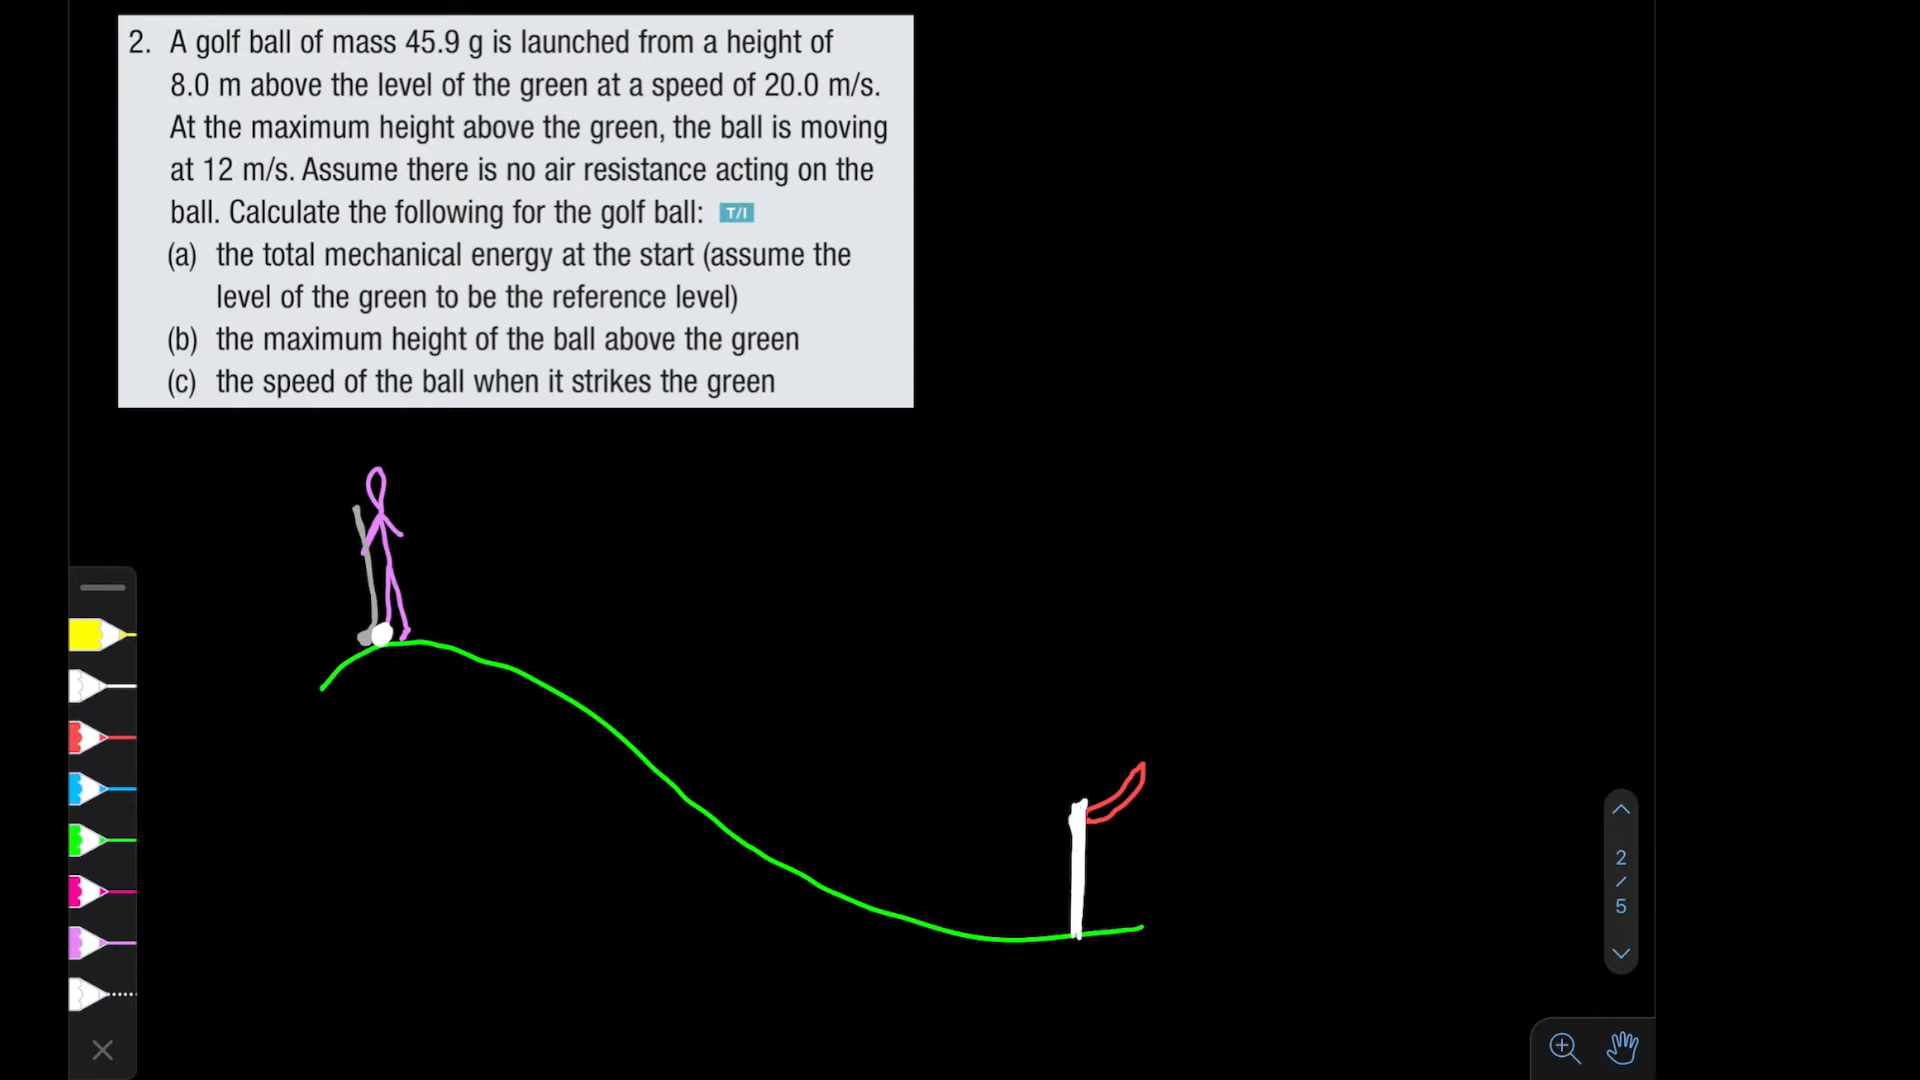 2. A golf ball of mass 45.9 g is launched from a height of
8.0 m above the level of the green at a speed of 20.0 m/s.
At the maximum height above the green, the ball is moving
at 12 m/s. Assume there is no air resistance acting on the
ball. Calculate the following for the golf ball: T/I
(a) the total mechanical energy at the start (assume the
level of the green to be the reference level)
(b) the maximum height of the ball above the green
(c) the speed of the ball when it strikes the green
2
/
5